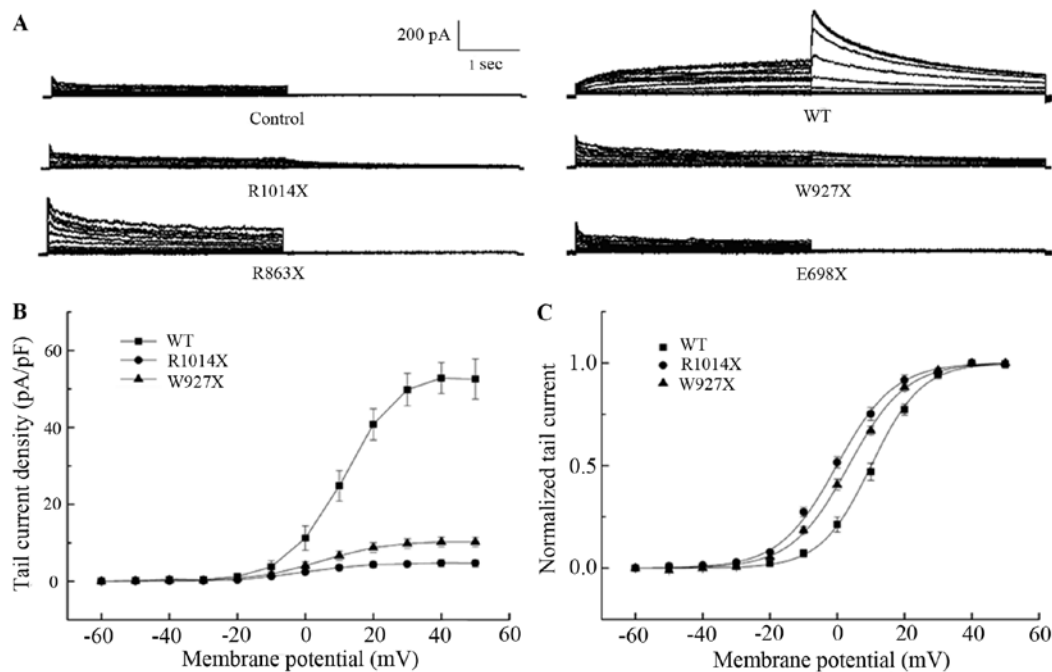 A
200 pA
1 sec
Control
WT
R1014X
W927X
R863X
E698X
B
WT
R1014X
W927X
Tail current density (pA/pF)
60
40
20
0
-60 -40 -20 0 20 40 60
Membrane potential (mV)
C
WT
R1014X
W927X
Normalized tail current
1.0
0.5
0.0
-60 -40 -20 0 20 40 60
Membrane potential (mV)